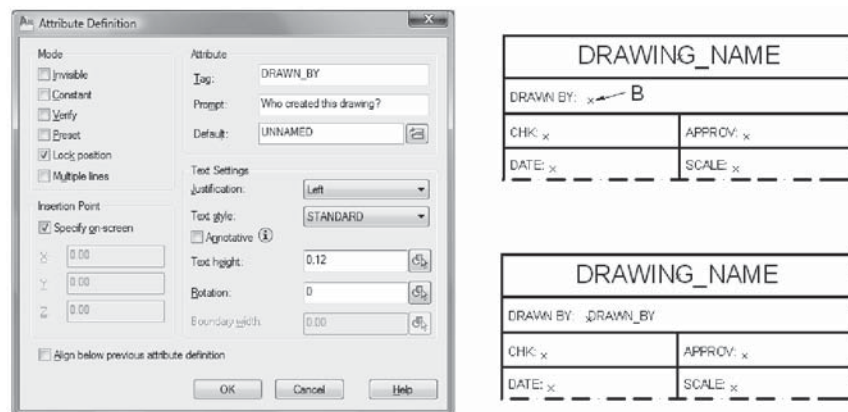 Attribute Definition
Mode
Invisible
Constant
Verify
Preset
Lock position
Multiple lines
Insertion Point
Specify on-screen
X: 0.00
Y: 0.00
Z: 0.00
Align below previous attribute definition
Attribute
Tag: DRAWN_BY
Prompt: Who created this drawing?
Default: UNNAMED
Text Settings
Justification: Left
Text style: STANDARD
Annotative
Text height: 0.12
Rotation: 0
Boundary width: 0.00
OK Cancel Help
DRAWING_NAME
DRAWN BY: x B
CHK: x APPROV: x
DATE: x SCALE: x
DRAWING_NAME
DRAWN BY: DRAWN_BY
CHK: x APPROV: x
DATE: x SCALE: x